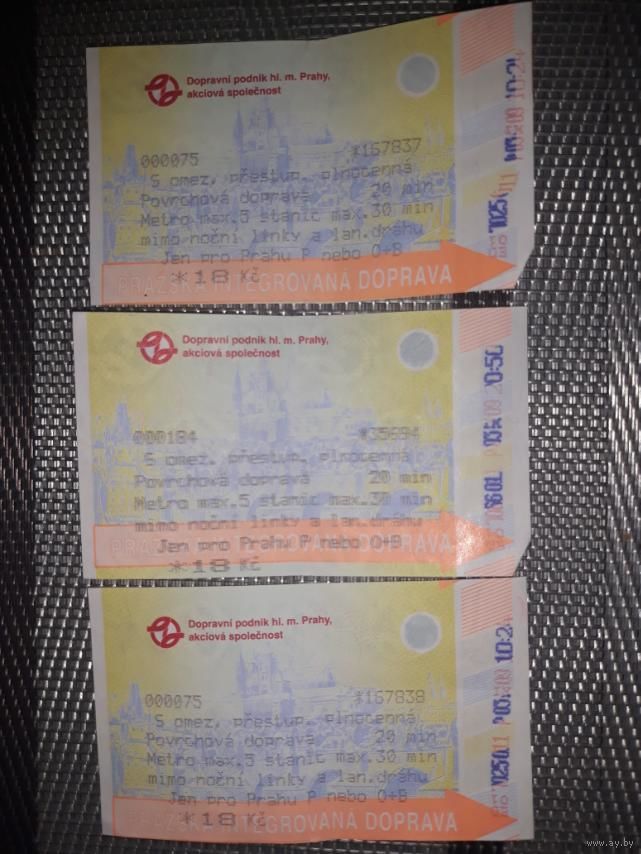 Dopravní podnik hl. m. Prahy,
akciová společnost
000075 *167837
S omez. přestup. plnocenná
Povrchová doprava 20 min
Metro max.5 stanic max.30 min
mimo noční linky a lan.dráhu
Jen pro Prahu P nebo 0+B
*18 Kč
PRAŽSKÁ INTEGROVANÁ DOPRAVA
Dopravní podnik hl. m. Prahy,
akciová společnost
000184 *35694
S omez. přestup. plnocenná
Povrchová doprava 20 min
Metro max.5 stanic max.30 min
mimo noční linky a lan.dráhu
Jen pro Prahu P nebo 0+B
*18 Kč
PRAŽSKÁ INTEGROVANÁ DOPRAVA
Dopravní podnik hl. m. Prahy,
akciová společnost
000075 *167838
S omez. přestup. plnocenná
Povrchová doprava 20 min
Metro max.5 stanic max.30 min
mimo noční linky a lan.dráhu
Jen pro Prahu P nebo 0+B
*18 Kč
PRAŽSKÁ INTEGROVANÁ DOPRAVA
www.ay.by